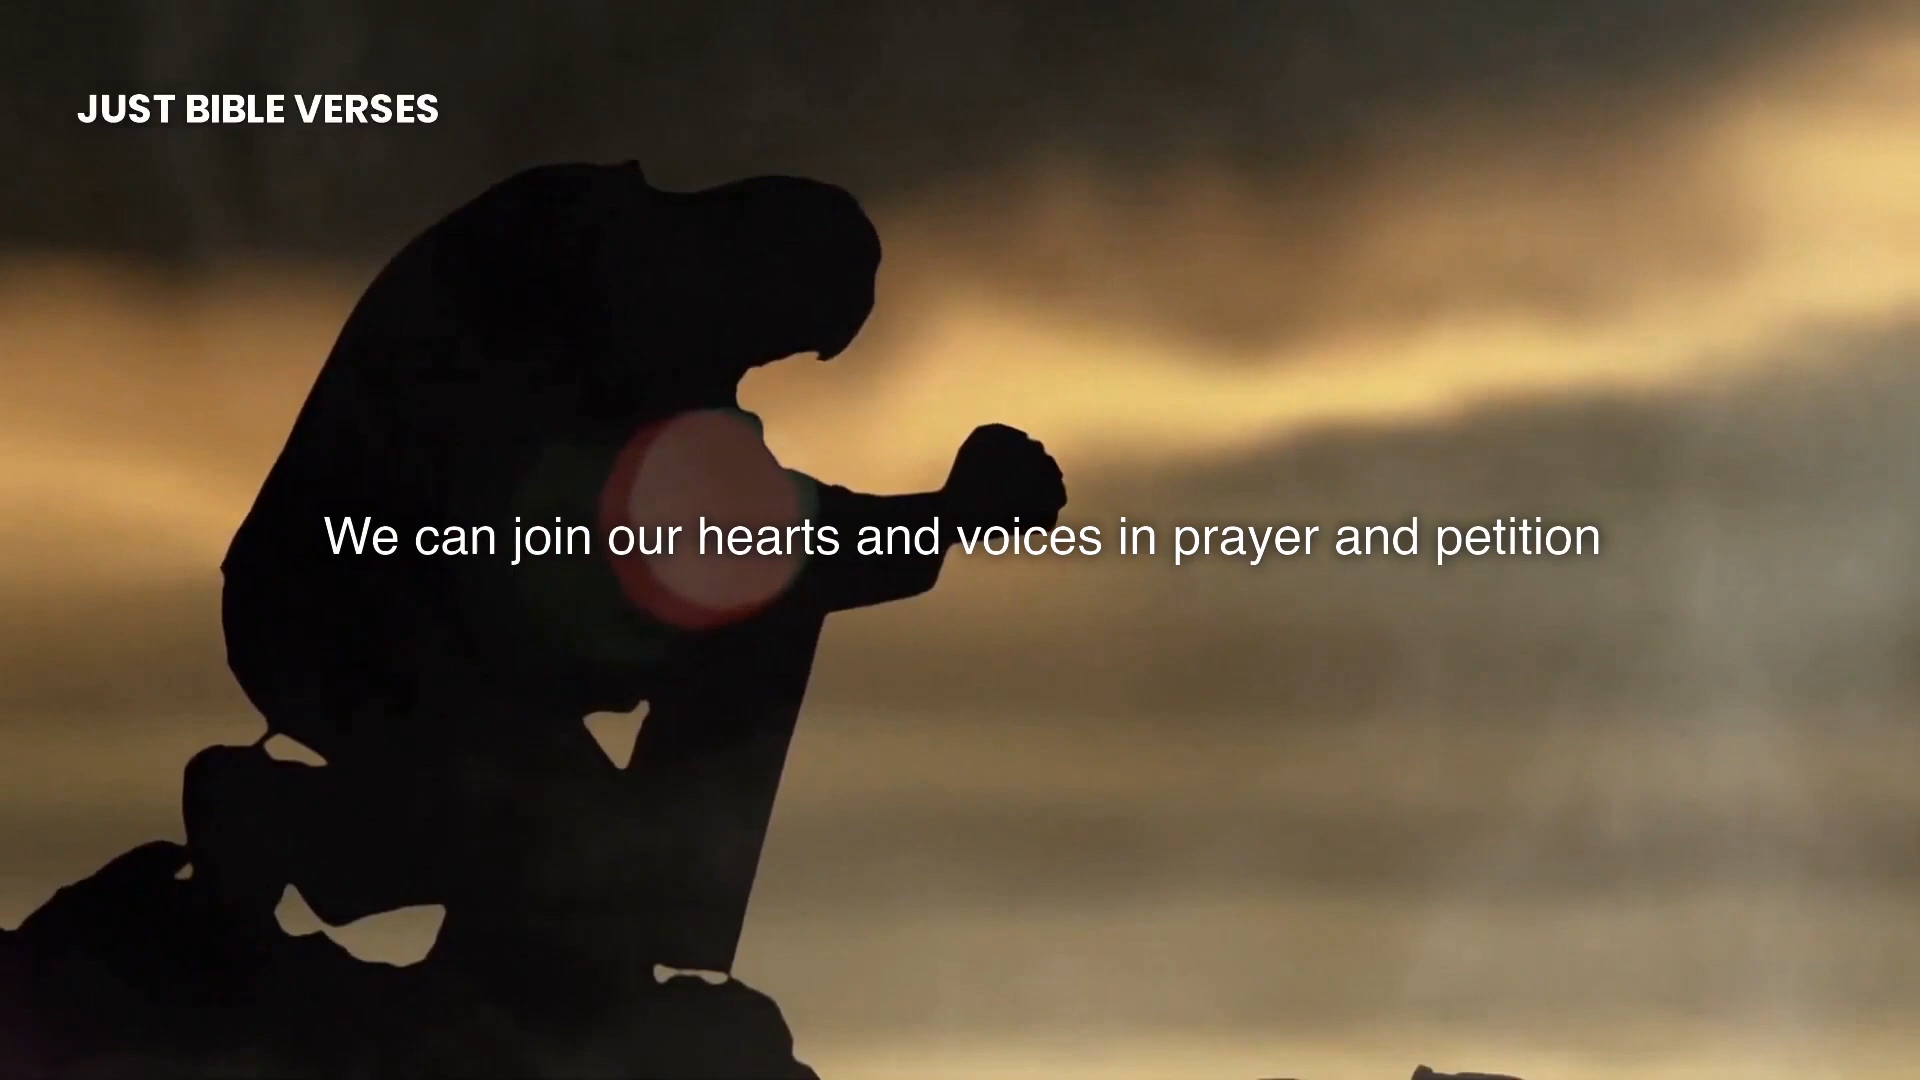 JUST BIBLE VERSES
We can join our hearts and voices in prayer and petition